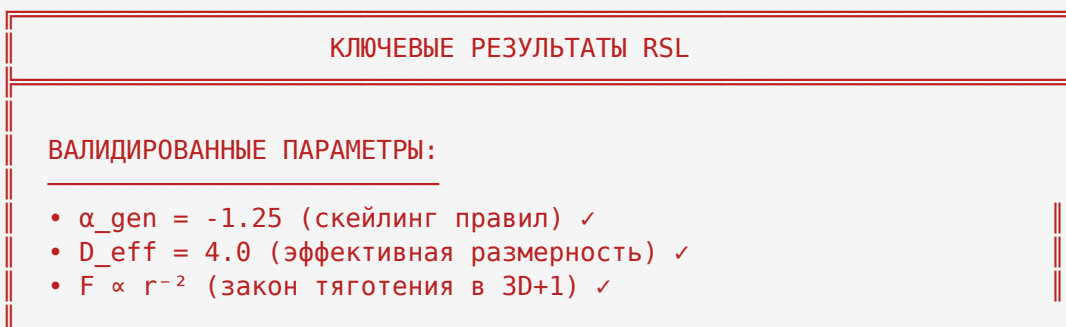 КЛЮЧЕВЫЕ РЕЗУЛЬТАТЫ RSL
ВАЛИДИРОВАННЫЕ ПАРАМЕТРЫ:
• α_gen = -1.25 (скейлинг правил) ✓
• D_eff = 4.0 (эффективная размерность) ✓
• F ∝ r⁻² (закон тяготения в 3D+1) ✓